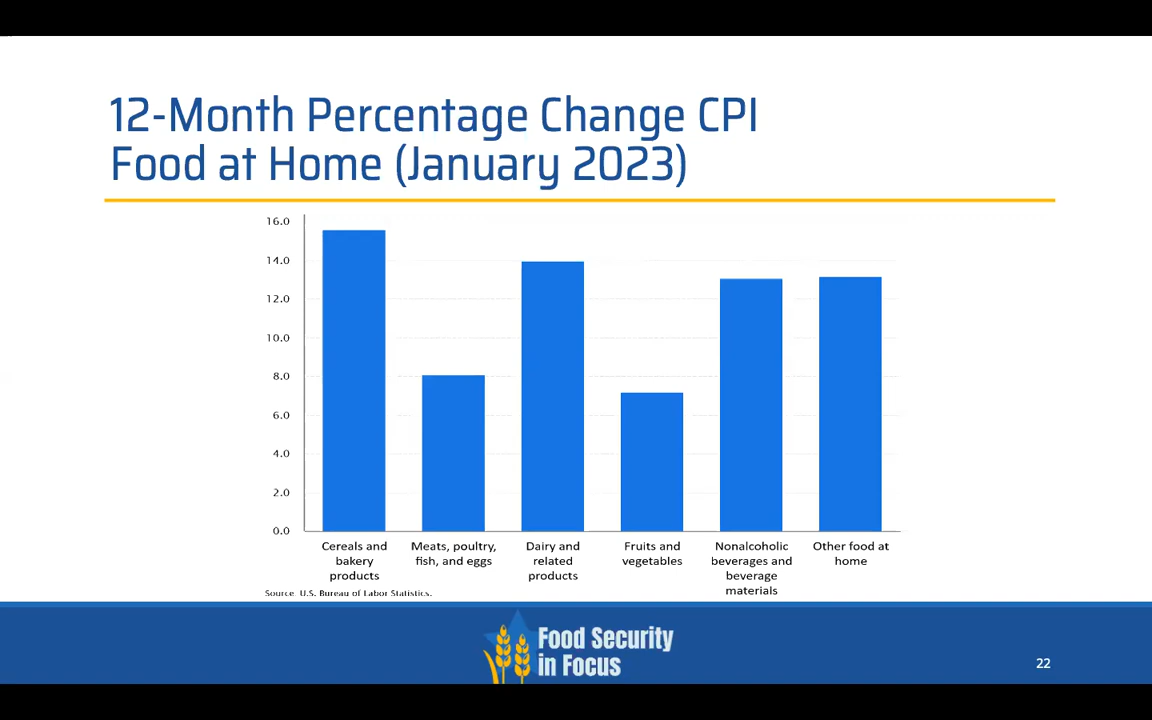 12-Month Percentage Change CPI
Food at Home (January 2023)
16.0
14.0
12.0
10.0
8.0
6.0
4.0
2.0
0.0
Cereals and
bakery
products
Meats, poultry,
fish, and eggs
Dairy and
related
products
Fruits and
vegetables
Nonalcoholic
beverages and
beverage
materials
Other food at
home
Source. U.S. Bureau of Labor Statistics.
Food Security
in Focus
22